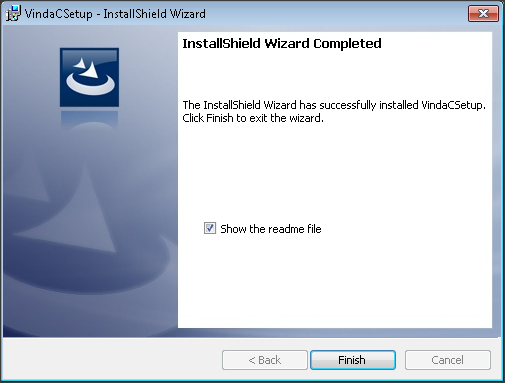 VindaCSetup - InstallShield Wizard
InstallShield Wizard Completed
The InstallShield Wizard has successfully installed VindaCSetup.
Click Finish to exit the wizard.
Show the readme file
< Back
Finish
Cancel